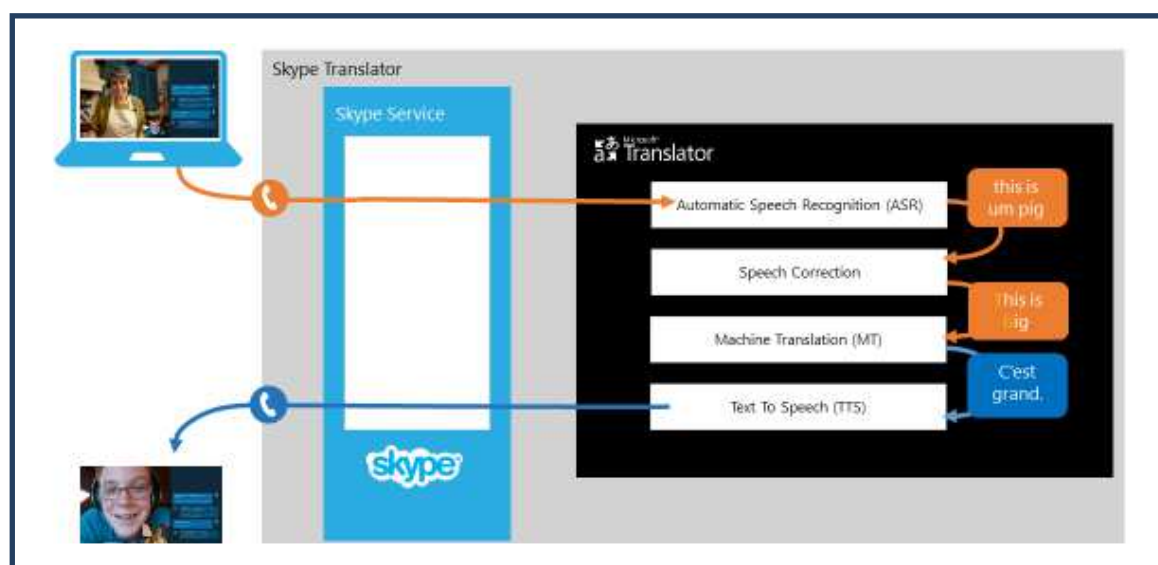 Skype Translator
Skype Service
Microsoft
Translator
Automatic Speech Recognition (ASR)
this is
um pig
Speech Correction
This is
big.
Machine Translation (MT)
C'est
grand.
Text To Speech (TTS)
skype